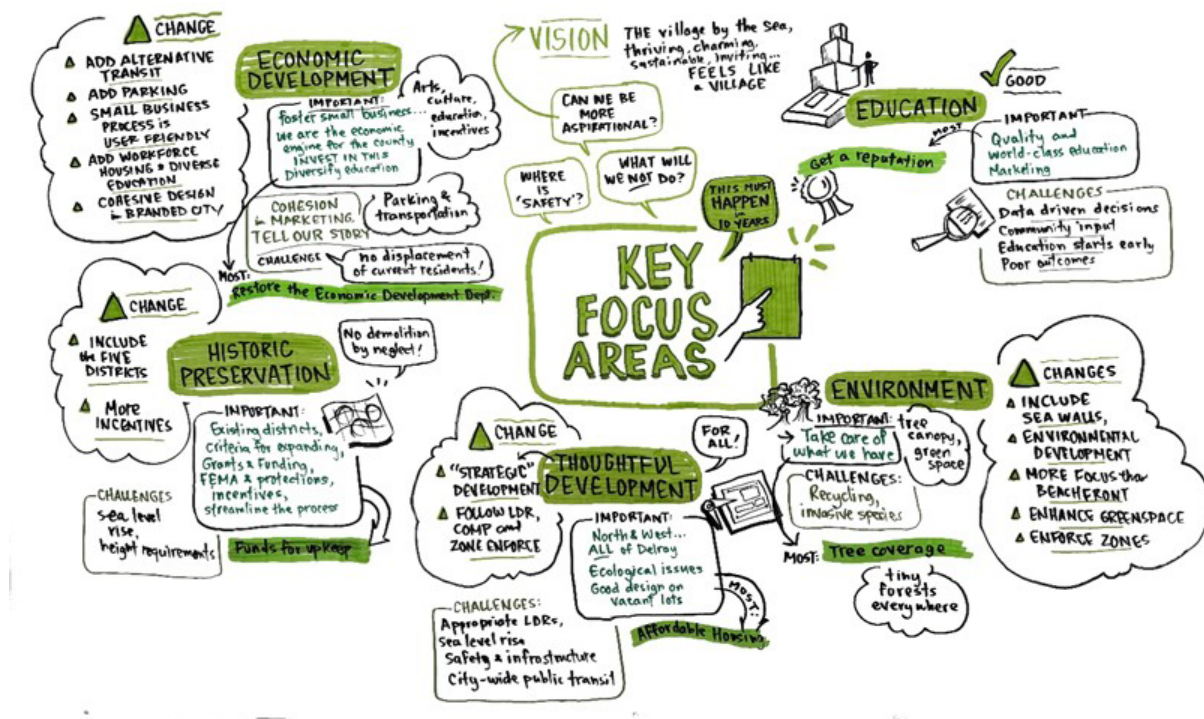 CHANGE
ADD ALTERNATIVE
TRANSIT
ADD PARKING
SMALL BUSINESS
PROCESS is
USER FRIENDLY
ADD WORKFORCE
HOUSING & DIVERSE
EDUCATION
COHESIVE DESIGN
in BRANDED CITY
ECONOMIC
DEVELOPMENT
IMPORTANT:
foster small business...
we are the economic
engine for the county
INVEST IN THIS
Diversify education
Arts,
culture,
education,
incentives
COHESION
in MARKETING,
TELL OUR STORY
Parking &
transportation
CHALLENGE
no displacement
of current residents!
MOST:
Restore the Economic Development Dept.
VISION
THE village by the sea,
thriving, charming,
sustainable, inviting...
FEELS LIKE
a VILLAGE
CAN WE BE
MORE
ASPIRATIONAL?
WHERE
IS
'SAFETY'?
WHAT WILL
WE NOT DO?
THIS MUST
HAPPEN
in
10 YEARS
KEY
FOCUS
AREAS
EDUCATION
GOOD
MOST
IMPORTANT
Quality and
World-class education
Marketing
Get a reputation
CHALLENGES
Data driven decisions
Community input
Education starts early
Poor outcomes
CHANGE
INCLUDE
the FIVE
DISTRICTS
More
INCENTIVES
HISTORIC
PRESERVATION
No demolition
by neglect!
IMPORTANT:
Existing districts,
Criteria for expanding,
Grants & Funding,
FEMA & protections,
incentives,
streamline the process
CHALLENGES
sea level
rise,
height requirements
Funds for upkeep
CHANGE
"STRATEGIC"
DEVELOPMENT
FOLLOW LDR,
COMP and
ZONE ENFORCE
THOUGHTFUL
DEVELOPMENT
FOR
ALL!
IMPORTANT:
North & West...
ALL of Delray
Ecological issues
Good design on
vacant lots
MOST:
Affordable Housing
CHALLENGES:
Appropriate LDRs,
sea level rise
Safety & infrastructure
City-wide public transit
ENVIRONMENT
IMPORTANT:
Take care of
what we have
tree
canopy,
green
space
CHALLENGES:
Recycling,
invasive species
MOST:
Tree coverage
tiny
forests
everywhere
CHANGES
INCLUDE
SEA WALLS,
ENVIRONMENTAL
DEVELOPMENT
MORE FOCUS than
BEACHFRONT
ENHANCE GREENSPACE
ENFORCE ZONES